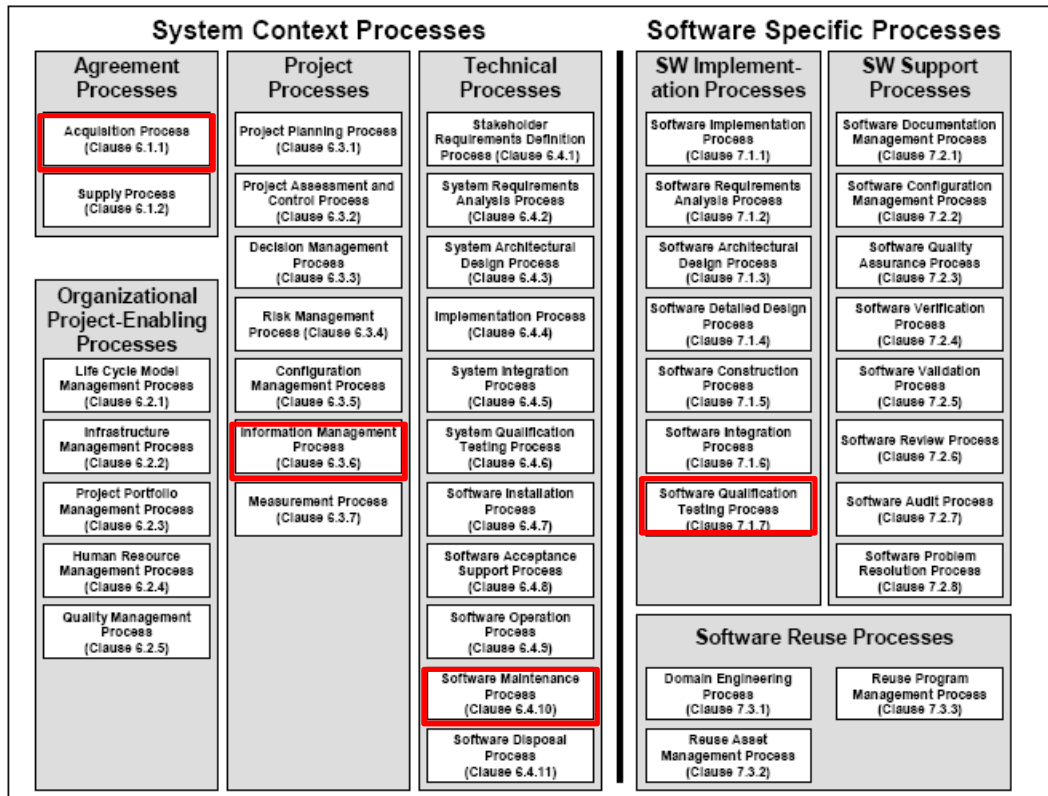 System Context Processes
Software Specific Processes
Agreement
Processes
Acquisition Process
(Clause 6.1.1)
Supply Process
(Clause 6.1.2)
Organizational
Project-Enabling
Processes
Life Cycle Model
Management Process
(Clause 6.2.1)
Infrastructure
Management Process
(Clause 6.2.2)
Project Portfolio
Management Process
(Clause 6.2.3)
Human Resource
Management Process
(Clause 6.2.4)
Quality Management
Process
(Clause 6.2.5)
Project
Processes
Project Planning Process
(Clause 6.3.1)
Project Assessment and
Control Process
(Clause 6.3.2)
Decision Management
Process
(Clause 6.3.3)
Risk Management
Process (Clause 6.3.4)
Configuration
Management Process
(Clause 6.3.5)
Information Management
Process
(Clause 6.3.6)
Measurement Process
(Clause 6.3.7)
Technical
Processes
Stakeholder
Requirements Definition
Process (Clause 6.4.1)
System Requirements
Analysis Process
(Clause 6.4.2)
System Architectural
Design Process
(Clause 6.4.3)
Implementation Process
(Clause 6.4.4)
System Integration
Process
(Clause 6.4.5)
System Qualification
Testing Process
(Clause 6.4.6)
Software Installation
Process
(Clause 6.4.7)
Software Acceptance
Support Process
(Clause 6.4.8)
Software Operation
Process
(Clause 6.4.9)
Software Maintenance
Process
(Clause 6.4.10)
Software Disposal
Process
(Clause 6.4.11)
SW Implement-
ation Processes
Software Implementation
Process
(Clause 7.1.1)
Software Requirements
Analysis Process
(Clause 7.1.2)
Software Architectural
Design Process
(Clause 7.1.3)
Software Detailed Design
Process
(Clause 7.1.4)
Software Construction
Process
(Clause 7.1.5)
Software Integration
Process
(Clause 7.1.6)
Software Qualification
Testing Process
(Clause 7.1.7)
SW Support
Processes
Software Documentation
Management Process
(Clause 7.2.1)
Software Configuration
Management Process
(Clause 7.2.2)
Software Quality
Assurance Process
(Clause 7.2.3)
Software Verification
Process
(Clause 7.2.4)
Software Validation
Process
(Clause 7.2.5)
Software Review Process
(Clause 7.2.6)
Software Audit Process
(Clause 7.2.7)
Software Problem
Resolution Process
(Clause 7.2.8)
Software Reuse Processes
Domain Engineering
Process
(Clause 7.3.1)
Reuse Asset
Management Process
(Clause 7.3.2)
Reuse Program
Management Process
(Clause 7.3.3)